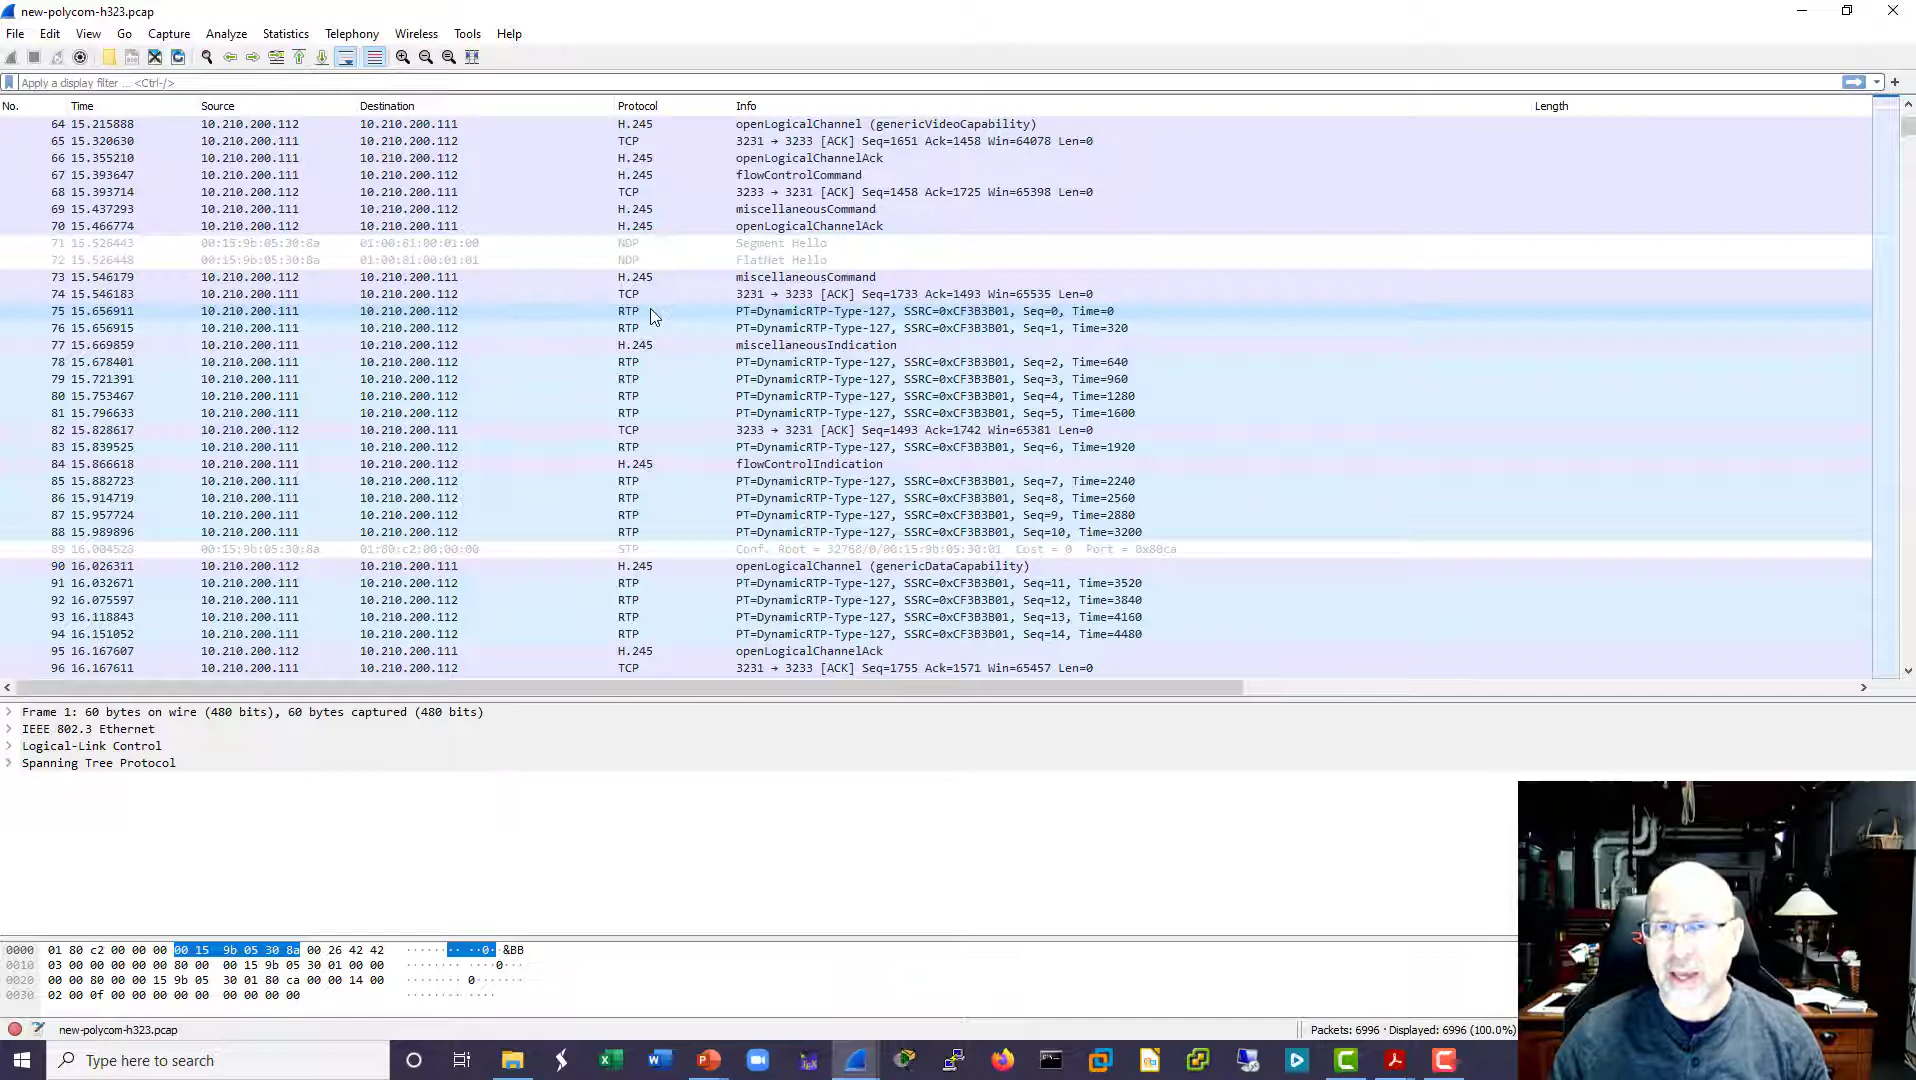 new-polycom-h323.pcap
File Edit View Go Capture Analyze Statistics Telephony Wireless Tools Help
Apply a display filter ... <Ctrl-/>
No. Time Source Destination Protocol Info Length
64 15.215888 10.210.200.112 10.210.200.111 H.245 openLogicalChannel (genericVideoCapability)
65 15.320630 10.210.200.111 10.210.200.112 TCP 3231 → 3233 [ACK] Seq=1651 Ack=1458 Win=64078 Len=0
66 15.355210 10.210.200.111 10.210.200.112 H.245 openLogicalChannelAck
67 15.393647 10.210.200.111 10.210.200.112 H.245 flowControlCommand
68 15.393714 10.210.200.112 10.210.200.111 TCP 3233 → 3231 [ACK] Seq=1458 Ack=1725 Win=65398 Len=0
69 15.437293 10.210.200.111 10.210.200.112 H.245 miscellaneousCommand
70 15.466774 10.210.200.112 10.210.200.111 H.245 openLogicalChannelAck
71 15.526443 00:15:9b:05:30:8a 01:00:81:00:01:00 NDP Segment Hello
72 15.526448 00:15:9b:05:30:8a 01:00:81:00:01:01 NDP FlatNet Hello
73 15.546179 10.210.200.112 10.210.200.111 H.245 miscellaneousCommand
74 15.546183 10.210.200.111 10.210.200.112 TCP 3231 → 3233 [ACK] Seq=1733 Ack=1493 Win=65535 Len=0
75 15.656911 10.210.200.111 10.210.200.112 RTP PT=DynamicRTP-Type-127, SSRC=0xCF3B3B01, Seq=0, Time=0
76 15.656915 10.210.200.111 10.210.200.112 RTP PT=DynamicRTP-Type-127, SSRC=0xCF3B3B01, Seq=1, Time=320
77 15.669859 10.210.200.111 10.210.200.112 H.245 miscellaneousIndication
78 15.678401 10.210.200.111 10.210.200.112 RTP PT=DynamicRTP-Type-127, SSRC=0xCF3B3B01, Seq=2, Time=640
79 15.721391 10.210.200.111 10.210.200.112 RTP PT=DynamicRTP-Type-127, SSRC=0xCF3B3B01, Seq=3, Time=960
80 15.753467 10.210.200.111 10.210.200.112 RTP PT=DynamicRTP-Type-127, SSRC=0xCF3B3B01, Seq=4, Time=1280
81 15.796633 10.210.200.111 10.210.200.112 RTP PT=DynamicRTP-Type-127, SSRC=0xCF3B3B01, Seq=5, Time=1600
82 15.828617 10.210.200.112 10.210.200.111 TCP 3233 → 3231 [ACK] Seq=1493 Ack=1742 Win=65381 Len=0
83 15.839525 10.210.200.111 10.210.200.112 RTP PT=DynamicRTP-Type-127, SSRC=0xCF3B3B01, Seq=6, Time=1920
84 15.866618 10.210.200.111 10.210.200.112 H.245 flowControlIndication
85 15.882723 10.210.200.111 10.210.200.112 RTP PT=DynamicRTP-Type-127, SSRC=0xCF3B3B01, Seq=7, Time=2240
86 15.914719 10.210.200.111 10.210.200.112 RTP PT=DynamicRTP-Type-127, SSRC=0xCF3B3B01, Seq=8, Time=2560
87 15.957724 10.210.200.111 10.210.200.112 RTP PT=DynamicRTP-Type-127, SSRC=0xCF3B3B01, Seq=9, Time=2880
88 15.989896 10.210.200.111 10.210.200.112 RTP PT=DynamicRTP-Type-127, SSRC=0xCF3B3B01, Seq=10, Time=3200
89 16.004528 00:15:9b:05:30:8a 01:80:c2:00:00:00 STP Conf. Root = 32768/0/00:15:9b:05:30:01 Cost = 0 Port = 0x80ca
90 16.026311 10.210.200.112 10.210.200.111 H.245 openLogicalChannel (genericDataCapability)
91 16.032671 10.210.200.111 10.210.200.112 RTP PT=DynamicRTP-Type-127, SSRC=0xCF3B3B01, Seq=11, Time=3520
92 16.075597 10.210.200.111 10.210.200.112 RTP PT=DynamicRTP-Type-127, SSRC=0xCF3B3B01, Seq=12, Time=3840
93 16.118843 10.210.200.111 10.210.200.112 RTP PT=DynamicRTP-Type-127, SSRC=0xCF3B3B01, Seq=13, Time=4160
94 16.151052 10.210.200.111 10.210.200.112 RTP PT=DynamicRTP-Type-127, SSRC=0xCF3B3B01, Seq=14, Time=4480
95 16.167607 10.210.200.112 10.210.200.111 H.245 openLogicalChannelAck
96 16.167611 10.210.200.111 10.210.200.112 TCP 3231 → 3233 [ACK] Seq=1755 Ack=1571 Win=65457 Len=0
Frame 1: 60 bytes on wire (480 bits), 60 bytes captured (480 bits)
IEEE 802.3 Ethernet
Logical-Link Control
Spanning Tree Protocol
0000 01 80 c2 00 00 00 00 15 9b 05 30 8a 00 26 42 42 ········ ··0··&BB
0010 03 00 00 00 00 00 80 00 00 15 9b 05 30 01 00 00 ········ ····0···
0020 00 00 80 00 00 15 9b 05 30 01 80 ca 00 00 14 00 ········ 0·······
0030 02 00 0f 00 00 00 00 00 00 00 00 00 ········ ····
new-polycom-h323.pcap
Packets: 6996 · Displayed: 6996 (100.0%)
Type here to search